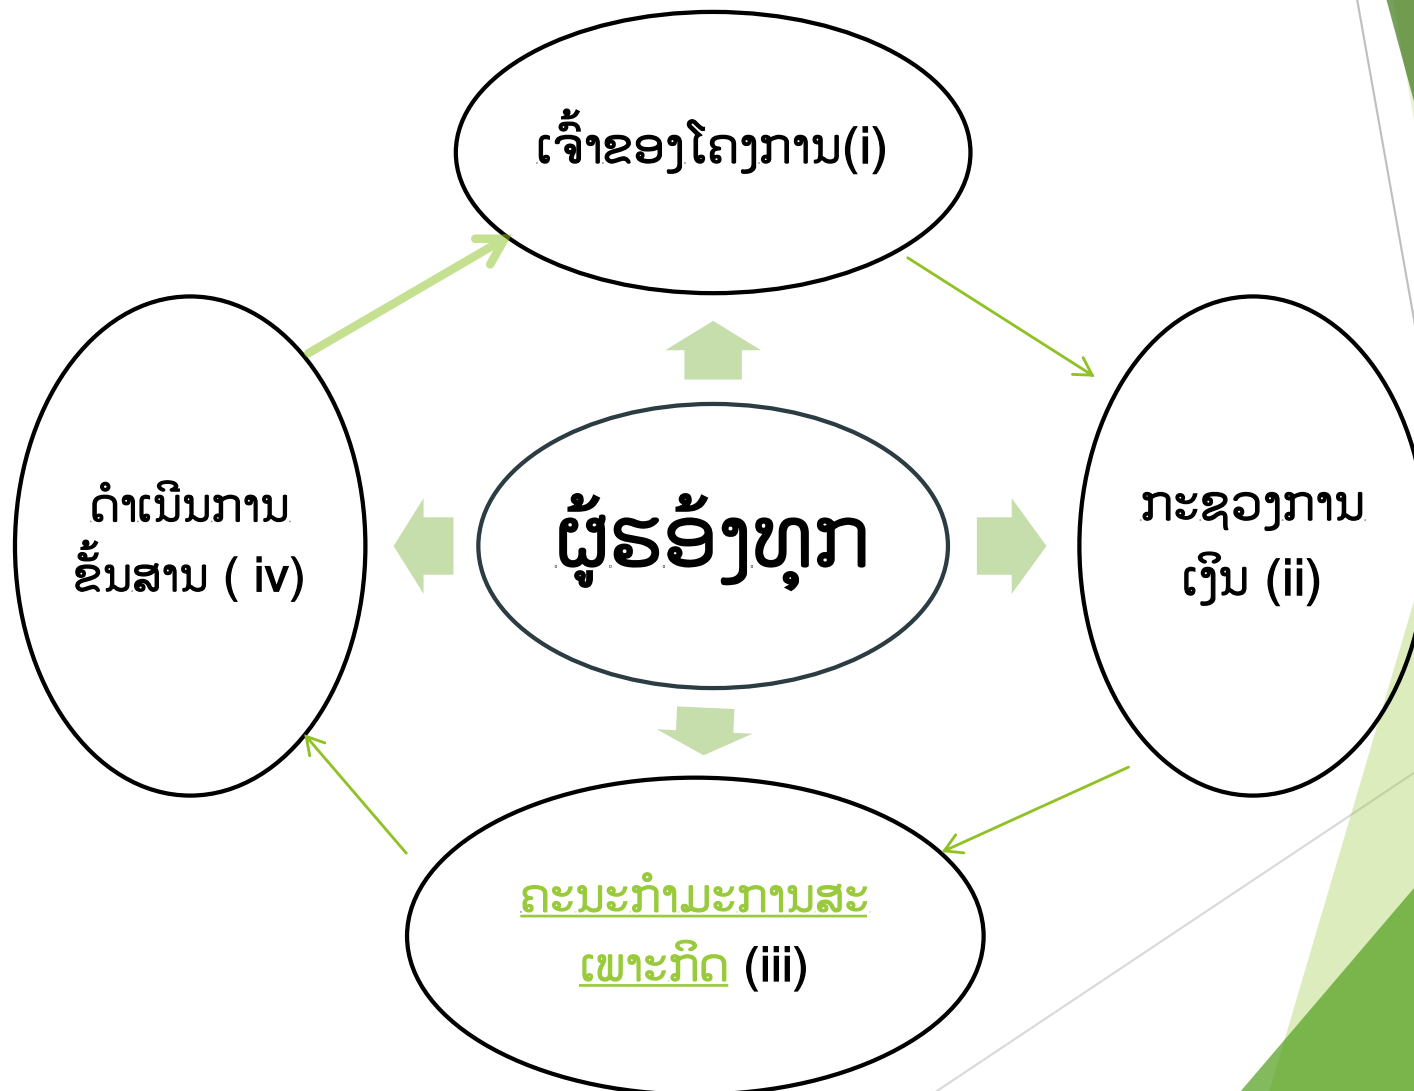 ເຈົ້າຂອງໂຄງການ(i)
ດຳເນີນການ
ຂັ້ນສານ ( iv)
ຜູ້ຮອ້ງທຸກ
ກະຊວງການ
ເງິນ (ii)
ຄະນະກຳມະການສະ
ເພາະກິດ (iii)